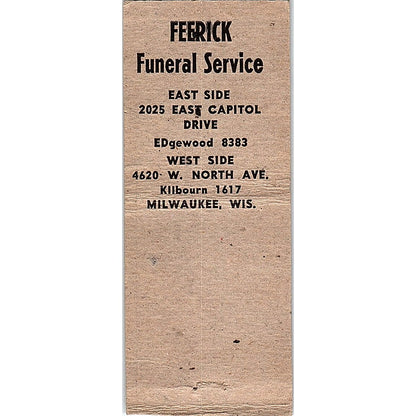 FEERICK
Funeral Service
EAST SIDE
2025 EAST CAPITOL
DRIVE
EDgewood 8383
WEST SIDE
4620 W. NORTH AVE.
Kilbourn 1617
MILWAUKEE, WIS.